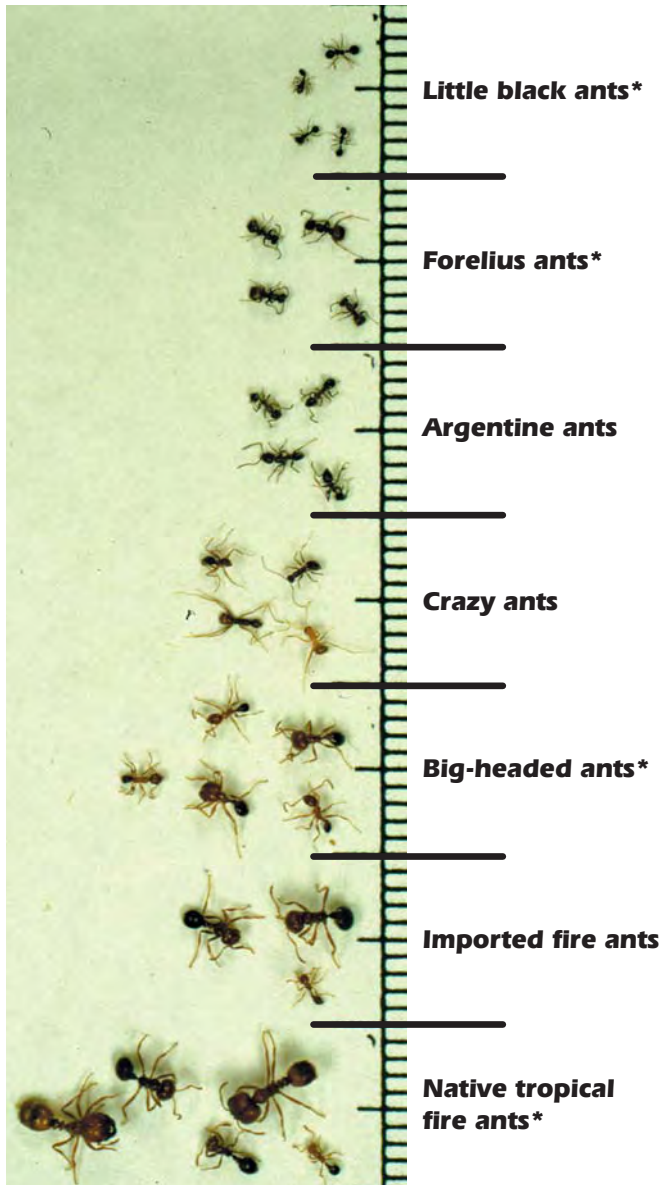 Little black ants*
Forelius ants*
Argentine ants
Crazy ants
Big-headed ants*
Imported fire ants
Native tropical
fire ants*